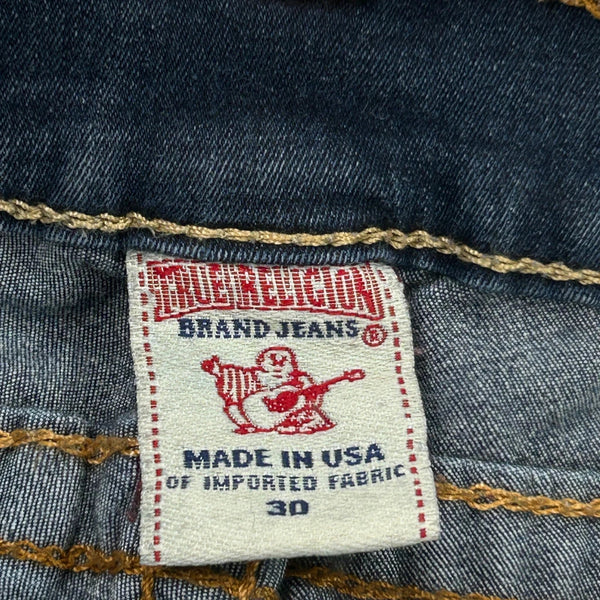 TRUE RELIGION
BRAND JEANS ®
MADE IN USA
OF IMPORTED FABRIC
30